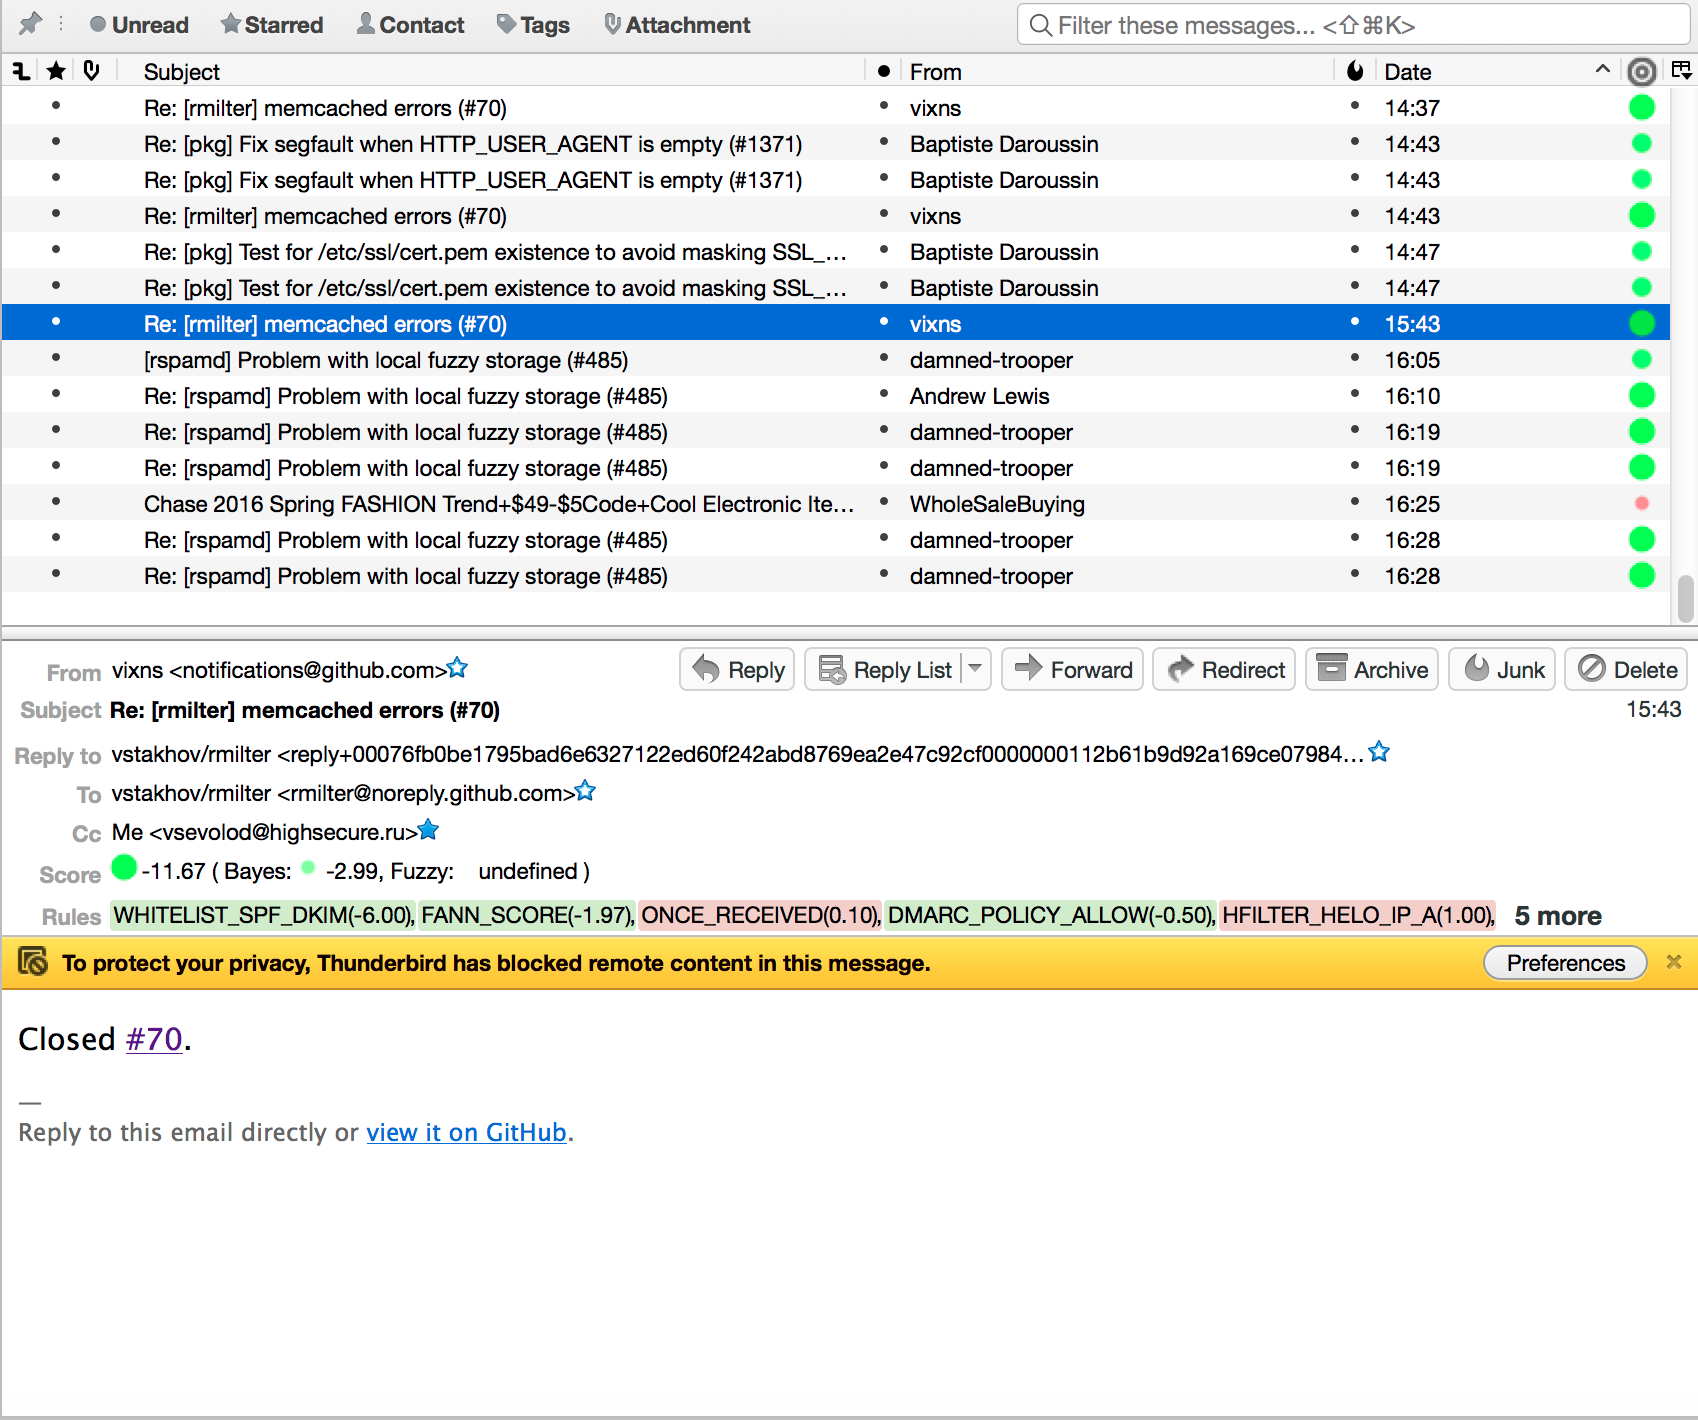 Unread Starred Contact Tags Attachment Filter these messages... <⇧⌘K>
Subject From Date
Re: [rmilter] memcached errors (#70) vixns 14:37
Re: [pkg] Fix segfault when HTTP_USER_AGENT is empty (#1371) Baptiste Daroussin 14:43
Re: [pkg] Fix segfault when HTTP_USER_AGENT is empty (#1371) Baptiste Daroussin 14:43
Re: [rmilter] memcached errors (#70) vixns 14:43
Re: [pkg] Test for /etc/ssl/cert.pem existence to avoid masking SSL_... Baptiste Daroussin 14:47
Re: [pkg] Test for /etc/ssl/cert.pem existence to avoid masking SSL_... Baptiste Daroussin 14:47
Re: [rmilter] memcached errors (#70) vixns 15:43
[rspamd] Problem with local fuzzy storage (#485) damned-trooper 16:05
Re: [rspamd] Problem with local fuzzy storage (#485) Andrew Lewis 16:10
Re: [rspamd] Problem with local fuzzy storage (#485) damned-trooper 16:19
Re: [rspamd] Problem with local fuzzy storage (#485) damned-trooper 16:19
Chase 2016 Spring FASHION Trend+$49-$5Code+Cool Electronic Ite... WholeSaleBuying 16:25
Re: [rspamd] Problem with local fuzzy storage (#485) damned-trooper 16:28
Re: [rspamd] Problem with local fuzzy storage (#485) damned-trooper 16:28
From vixns <notifications@github.com> Reply Reply List Forward Redirect Archive Junk Delete
Subject Re: [rmilter] memcached errors (#70) 15:43
Reply to vstakhov/rmilter <reply+00076fb0be1795bad6e6327122ed60f242abd8769ea2e47c92cf0000000112b61b9d92a169ce07984...
To vstakhov/rmilter <rmilter@noreply.github.com>
Cc Me <vsevolod@highsecure.ru>
Score -11.67 ( Bayes: -2.99, Fuzzy: undefined )
Rules WHITELIST_SPF_DKIM(-6.00), FANN_SCORE(-1.97), ONCE_RECEIVED(0.10), DMARC_POLICY_ALLOW(-0.50), HFILTER_HELO_IP_A(1.00), 5 more
To protect your privacy, Thunderbird has blocked remote content in this message. Preferences
Closed #70.
—
Reply to this email directly or view it on GitHub.